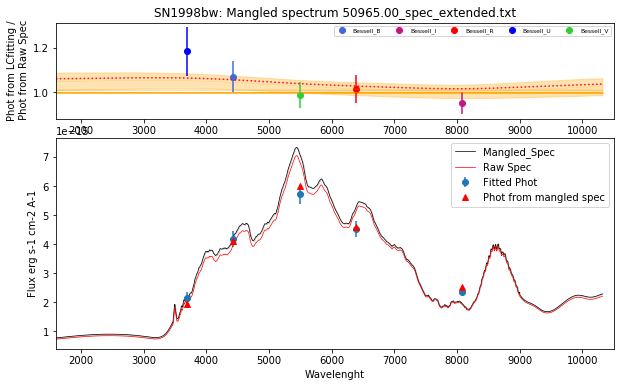 SN1998bw: Mangled spectrum 50965.00_spec_extended.txt
Phot from LCfitting /
Phot from Raw Spec
1.2
1.0
Bessell_B
Bessell_I
Bessell_R
Bessell_U
Bessell_V
2000 3000 4000 5000 6000 7000 8000 9000 10000
Flux erg s-1 cm-2 A-1
7
6
5
4
3
2
1
Mangled_Spec
Raw Spec
Fitted Phot
Phot from mangled spec
2000 3000 4000 5000 6000 7000 8000 9000 10000
Wavelenght